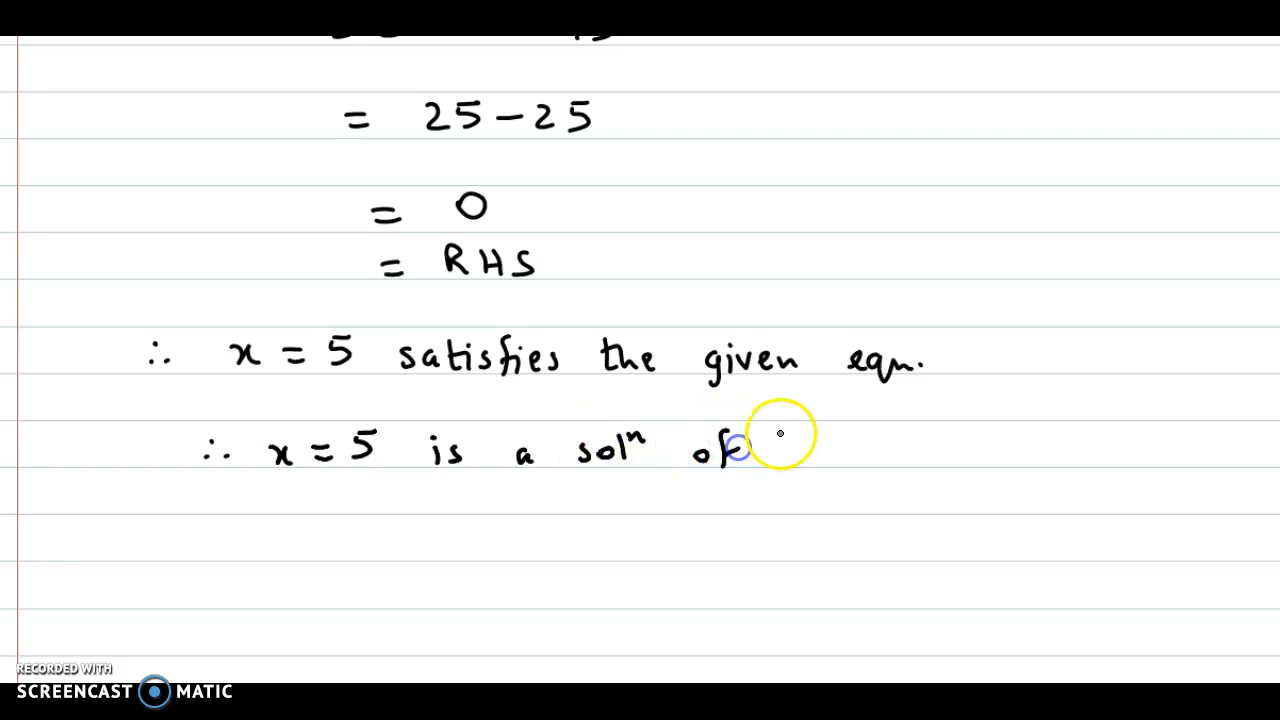 = 25 - 25
= 0
= RHS
∴ x = 5 satisfies the given eqn.
∴ x = 5 is a solⁿ of
RECORDED WITH
SCREENCAST MATIC